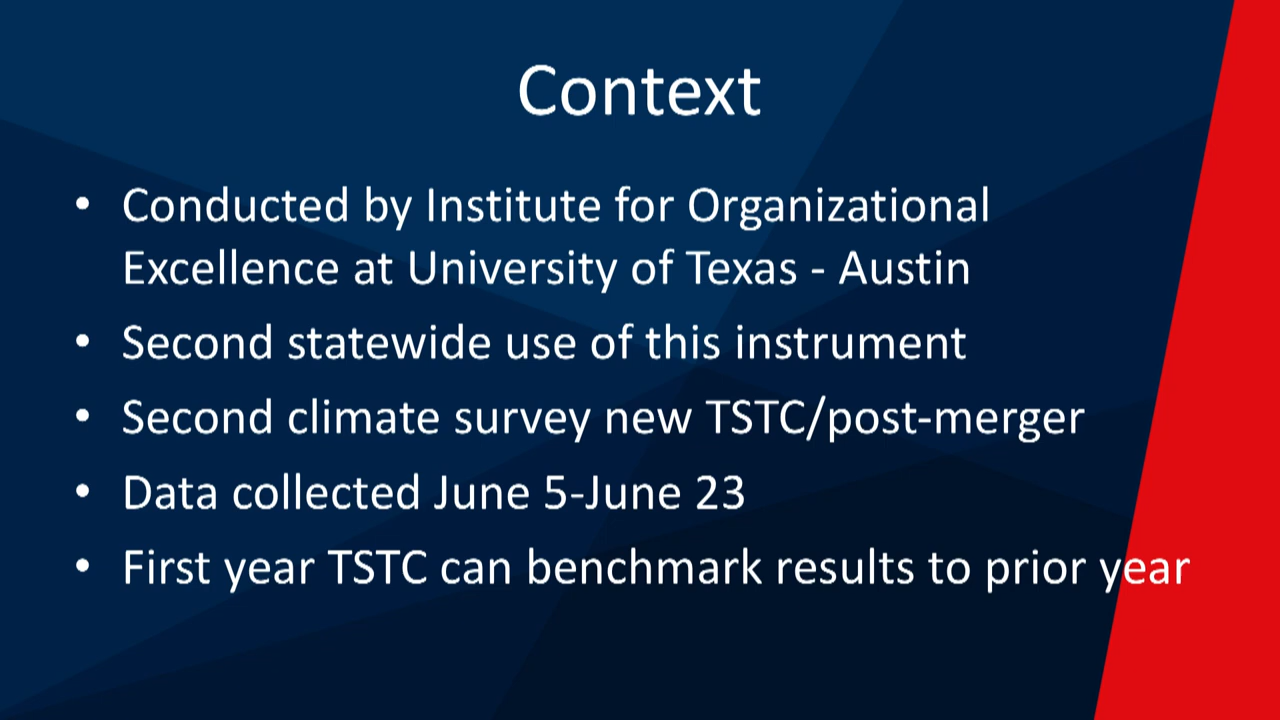 Context
• Conducted by Institute for Organizational
Excellence at University of Texas - Austin
• Second statewide use of this instrument
• Second climate survey new TSTC/post-merger
• Data collected June 5-June 23
• First year TSTC can benchmark results to prior year